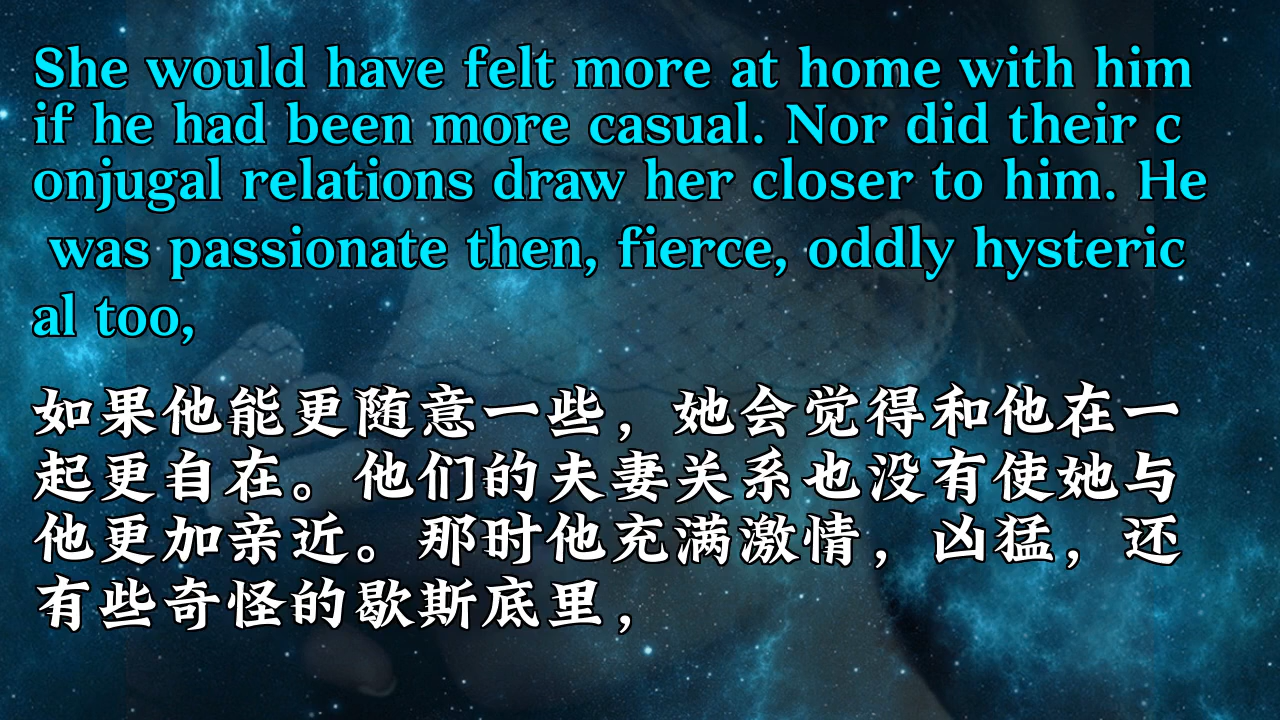 She would have felt more at home with him
if he had been more casual. Nor did their c
onjugal relations draw her closer to him. He
was passionate then, fierce, oddly hysteric
al too,
如果他能更随意一些，她会觉得和他在一
起更自在。他们的夫妻关系也没有使她与
他更加亲近。那时他充满激情，凶猛，还
有些奇怪的歇斯底里，